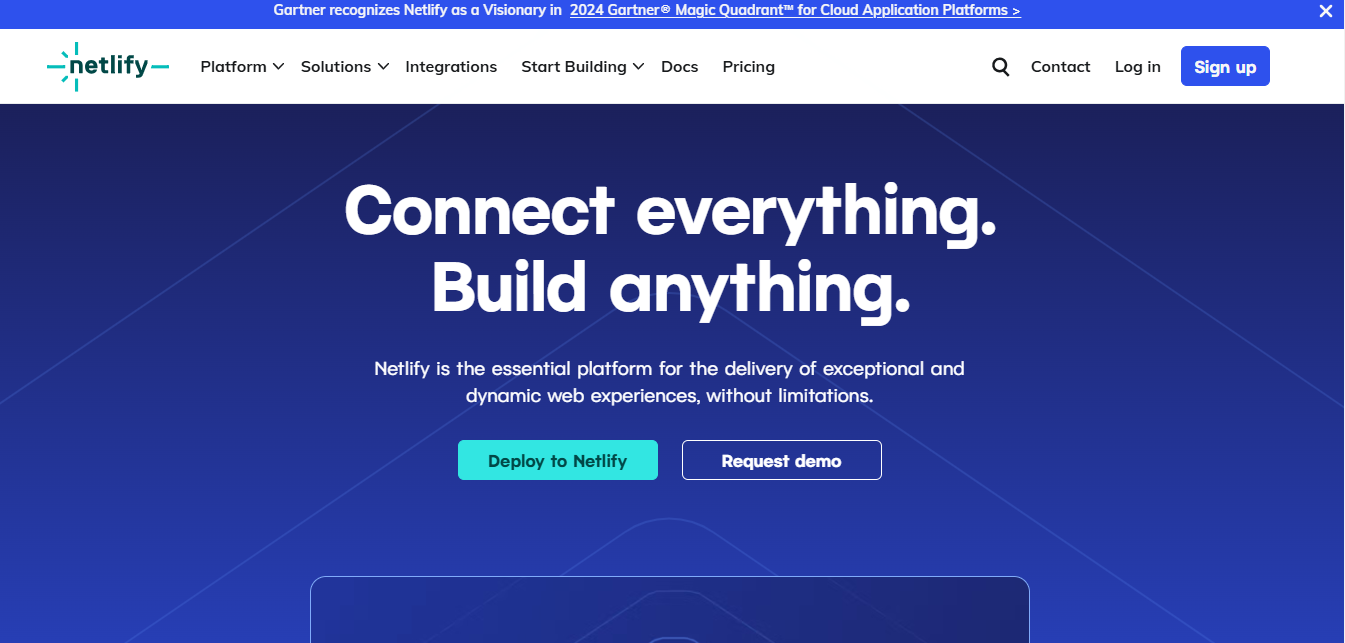 Gartner recognizes Netlify as a Visionary in 2024 Gartner® Magic Quadrant™ for Cloud Application Platforms >
netlify Platform Solutions Integrations Start Building Docs Pricing Contact Log in Sign up
Connect everything.
Build anything.
Netlify is the essential platform for the delivery of exceptional and
dynamic web experiences, without limitations.
Deploy to Netlify Request demo